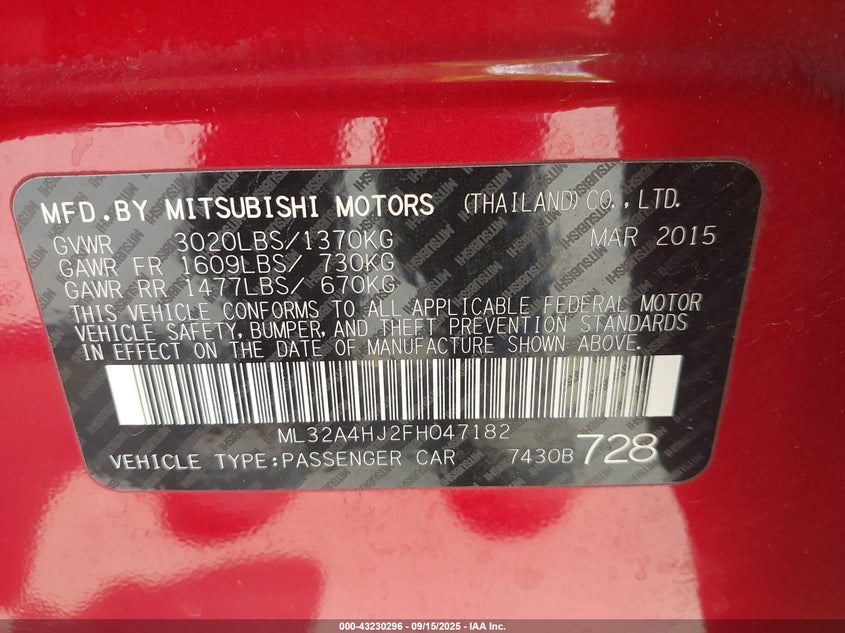 MFD.BY MITSUBISHI MOTORS (THAILAND)CO.,LTD.
GVWR 3020LBS/1370KG MAR 2015
GAWR FR 1609LBS/ 730KG
GAWR RR 1477LBS/ 670KG
THIS VEHICLE CONFORMS TO ALL APPLICABLE FEDERAL MOTOR
VEHICLE SAFETY, BUMPER, AND THEFT PREVENTION STANDARDS
IN EFFECT ON THE DATE OF MANUFACTURE SHOWN ABOVE.
ML32A4HJ2FH047182
VEHICLE TYPE:PASSENGER CAR 7430B 728
000-43230296 - 09/15/2025 - IAA Inc.